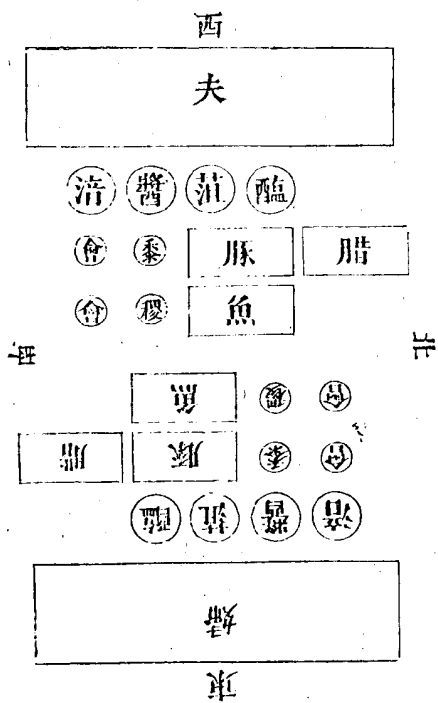 西
夫
湆 醬 菹 醢
會 黍 豚 腊
會 稷 魚
南 北
魚 稷 會
腊 豚 黍 會
醢 菹 醬 湆
婦
東